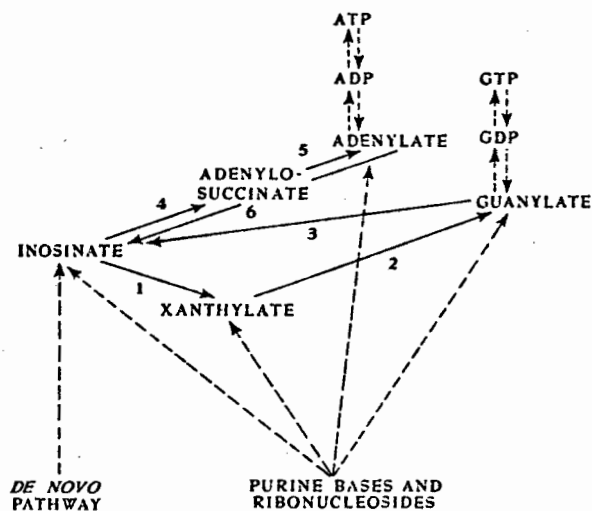 ATP
ADP
GTP
ADENYLATE
GDP
5
ADENYLO-
SUCCINATE
4
6
GUANYLATE
3
INOSINATE
2
1
XANTHYLATE
DE NOVO
PATHWAY
PURINE BASES AND
RIBONUCLEOSIDES